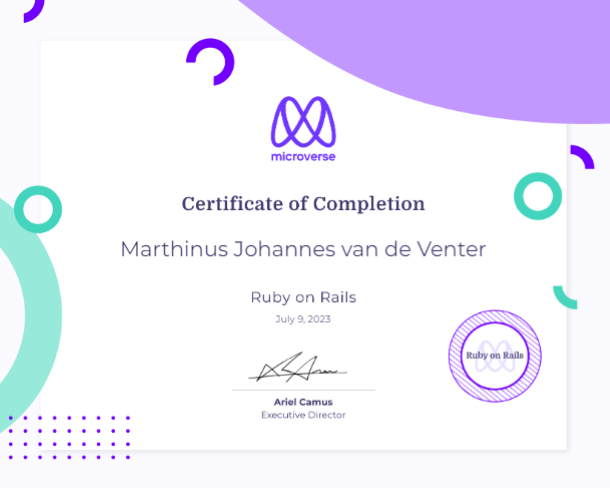 microverse
Certificate of Completion
Marthinus Johannes van de Venter
Ruby on Rails
July 9, 2023
Ruby on Rails
Ariel Camus
Executive Director